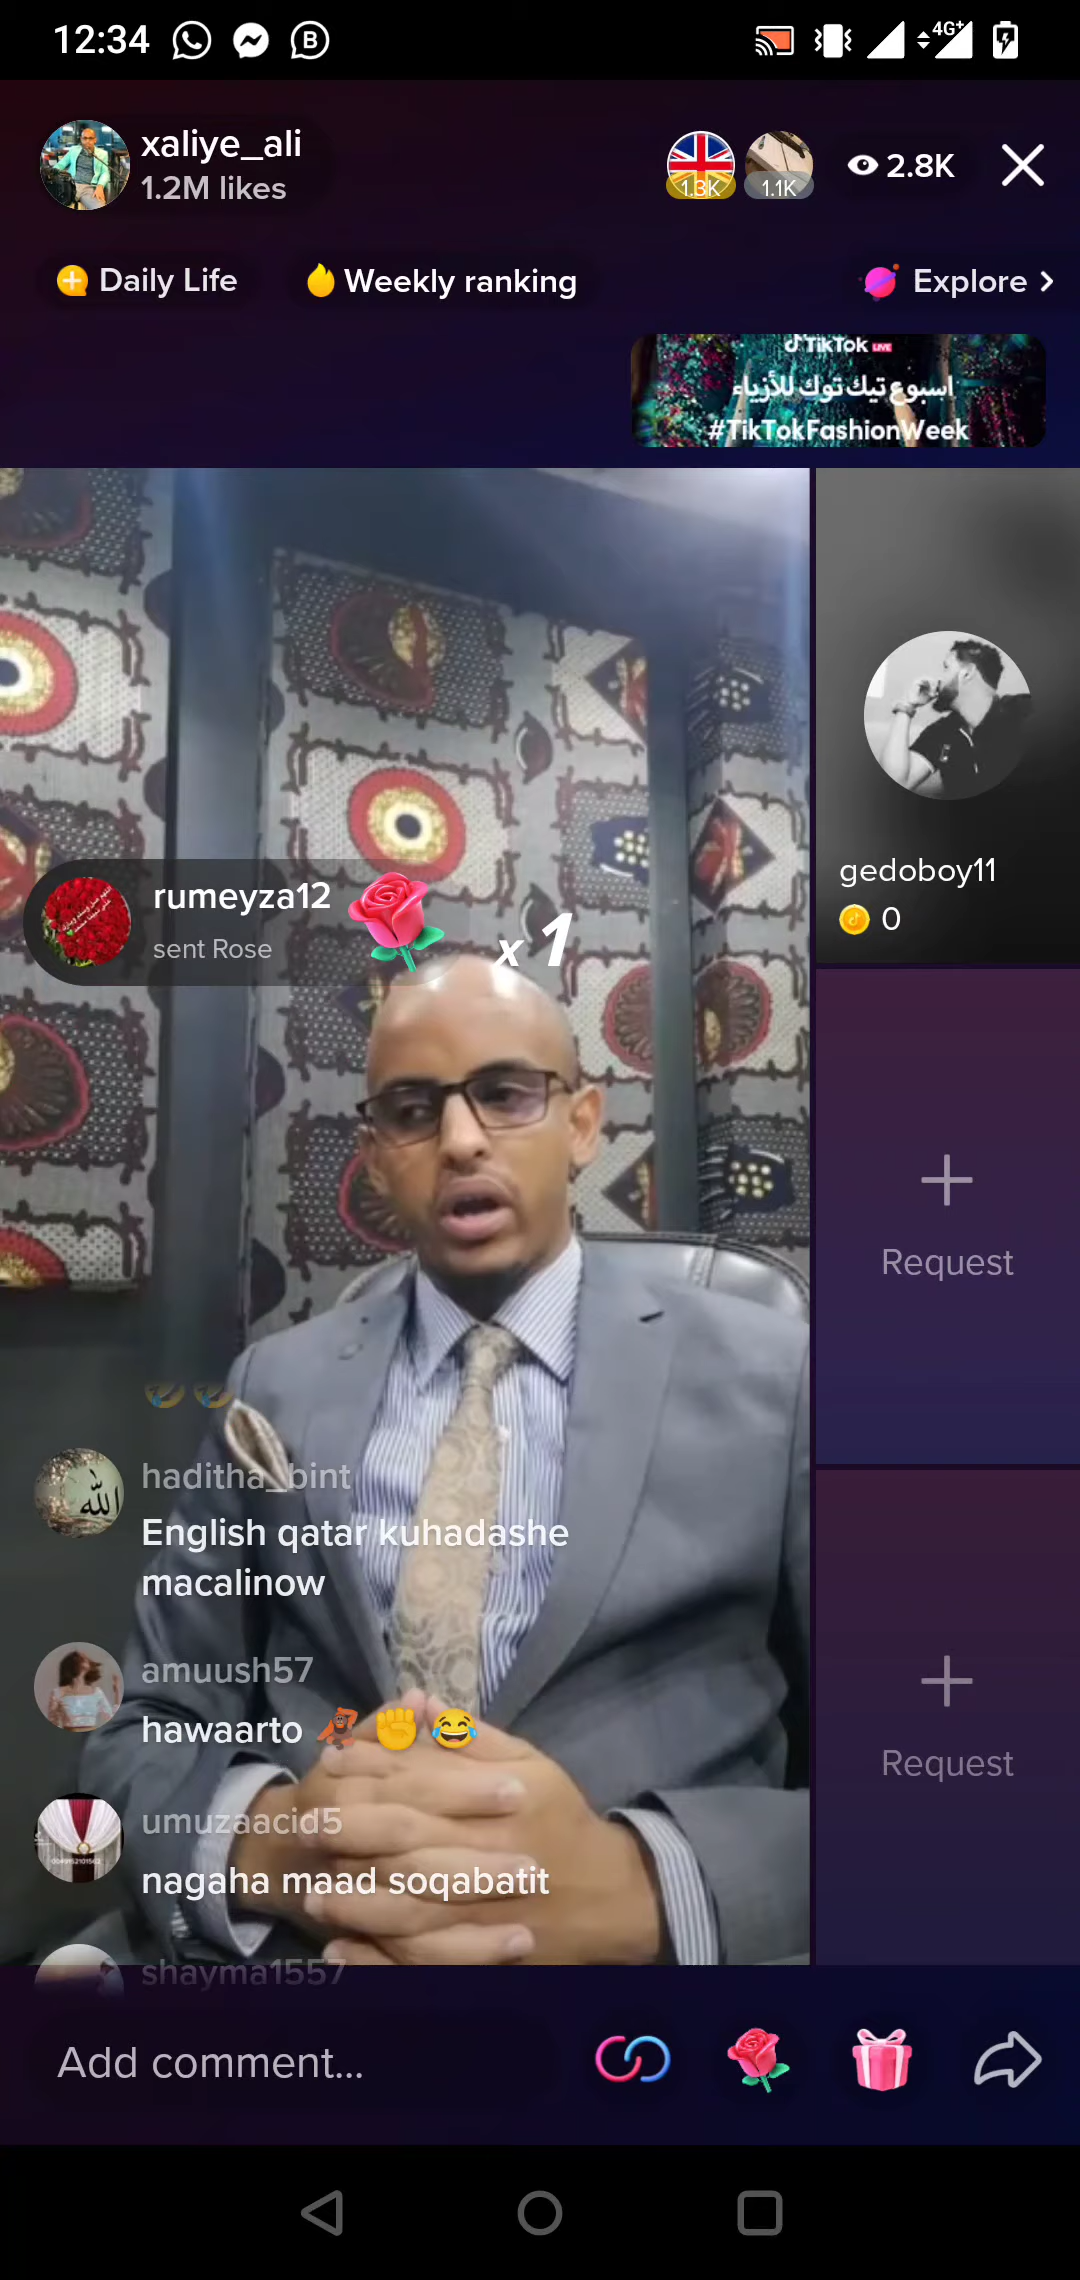 12:34
4G+
xaliye_ali
1.2M likes
1.3K
1.1K
2.8K
Daily Life
Weekly ranking
Explore
TikTok LIVE
اسبوع تيك توك للأزياء
#TikTokFashionWeek
rumeyza12
sent Rose
x 1
gedoboy11
0
Request
haditha_bint
English qatar kuhadashe
macalinow
amuush57
hawaarto
umuzaacid5
nagaha maad soqabatit
Request
shayma1557
Add comment...